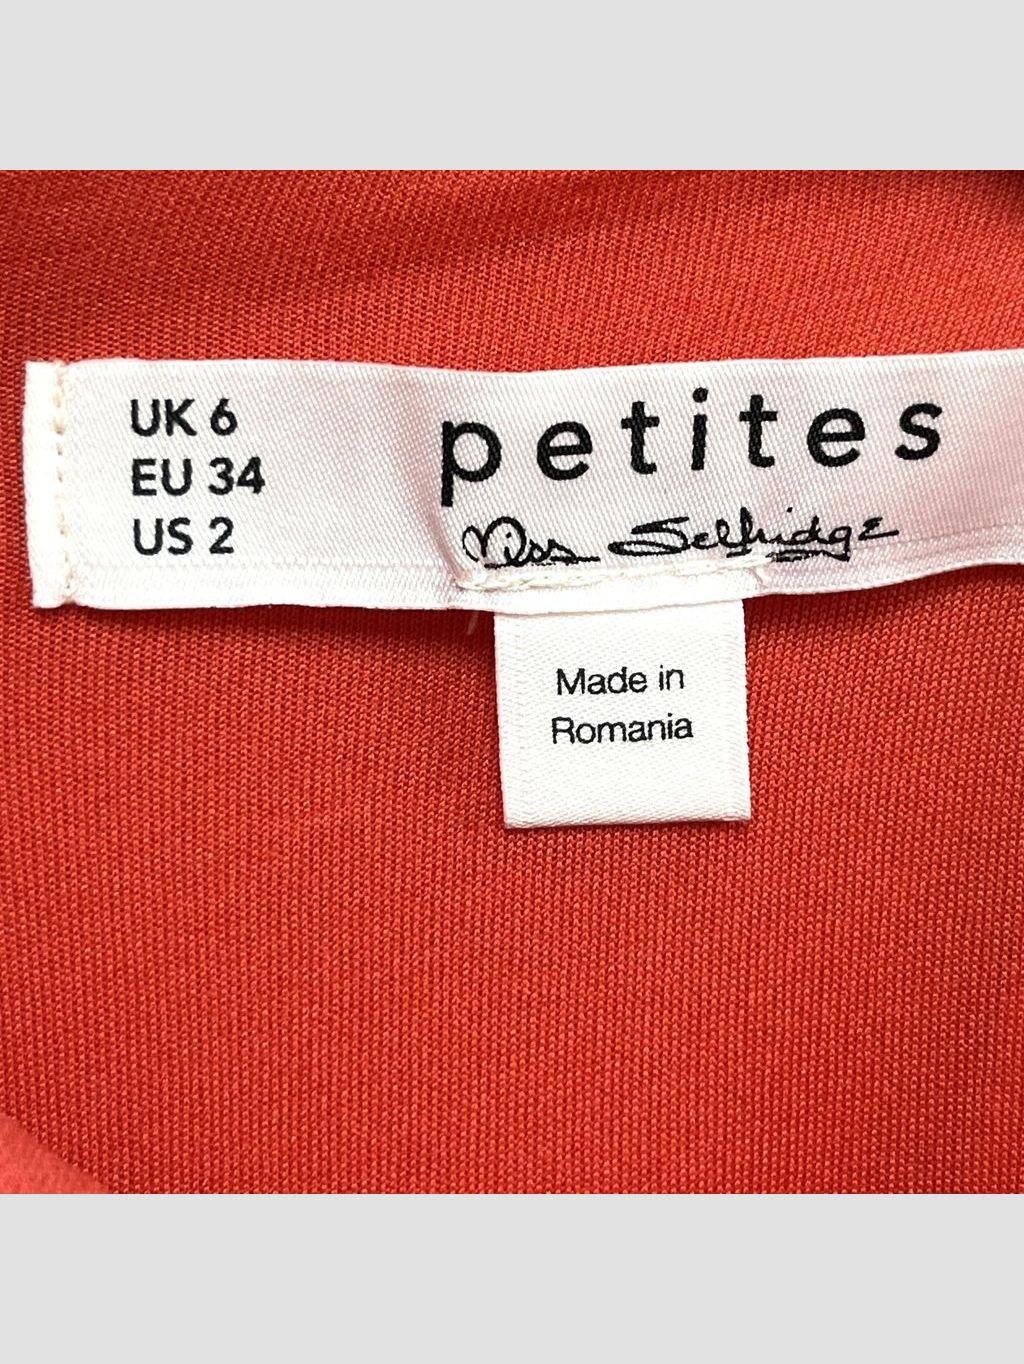 UK 6
EU 34
US 2
petites
Miss Selfridge
Made in
Romania